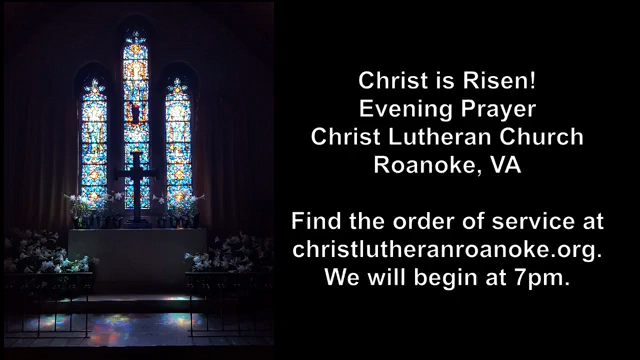 Christ is Risen!
Evening Prayer
Christ Lutheran Church
Roanoke, VA
Find the order of service at
christlutheranroanoke.org.
We will begin at 7pm.